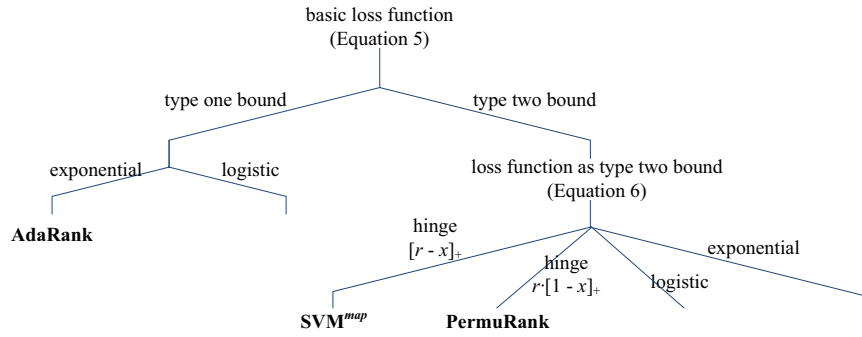 basic loss function
(Equation 5)
type one bound
type two bound
exponential
logistic
loss function as type two bound
(Equation 6)
AdaRank
hinge
[r - x]₊
hinge
r·[1 - x]₊
logistic
exponential
SVMᵐᵃᵖ
PermuRank